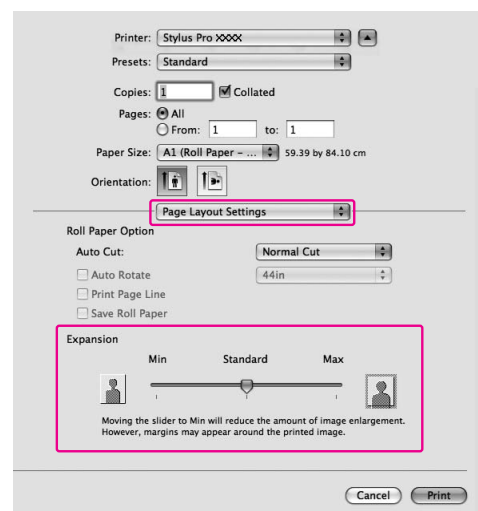 Printer: Stylus Pro XXXX
Presets: Standard
Copies: 1 Collated
Pages: All
From: 1 to: 1
Paper Size: A1 (Roll Paper – ... 59.39 by 84.10 cm
Orientation:
Page Layout Settings
Roll Paper Option
Auto Cut: Normal Cut
Auto Rotate 44in
Print Page Line
Save Roll Paper
Expansion
Min Standard Max
Moving the slider to Min will reduce the amount of image enlargement.
However, margins may appear around the printed image.
Cancel Print